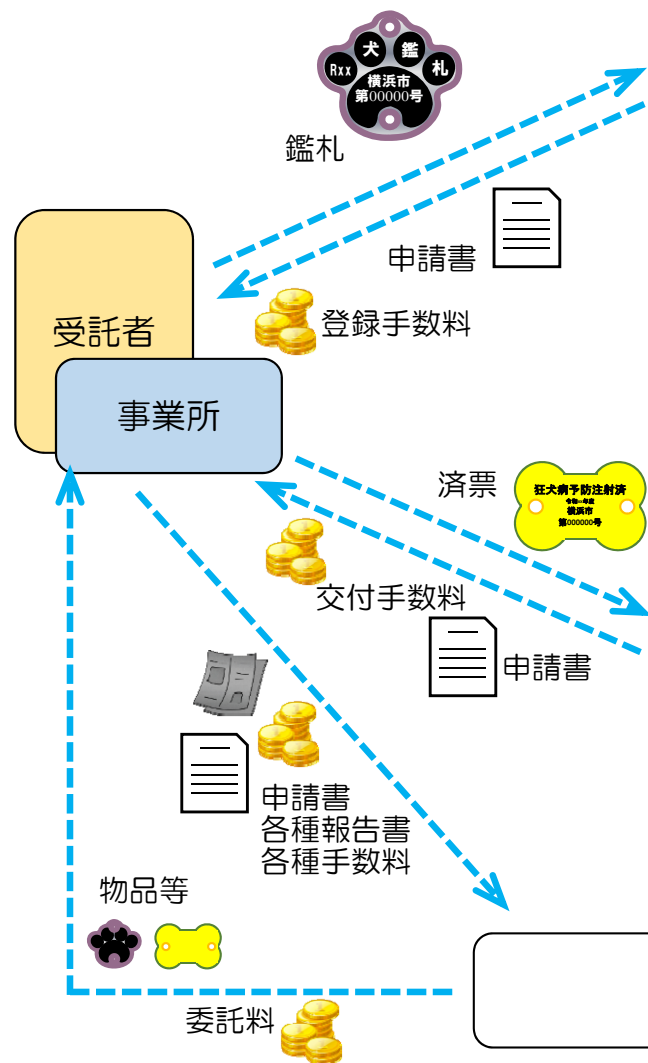 犬
鑑
Rxx
札
横浜市
第00000号
鑑札
申請書
登録手数料
受託者
事業所
済票
狂犬病予防注射済
令和--年度
横浜市
第000000号
交付手数料
申請書
申請書
各種報告書
各種手数料
物品等
委託料